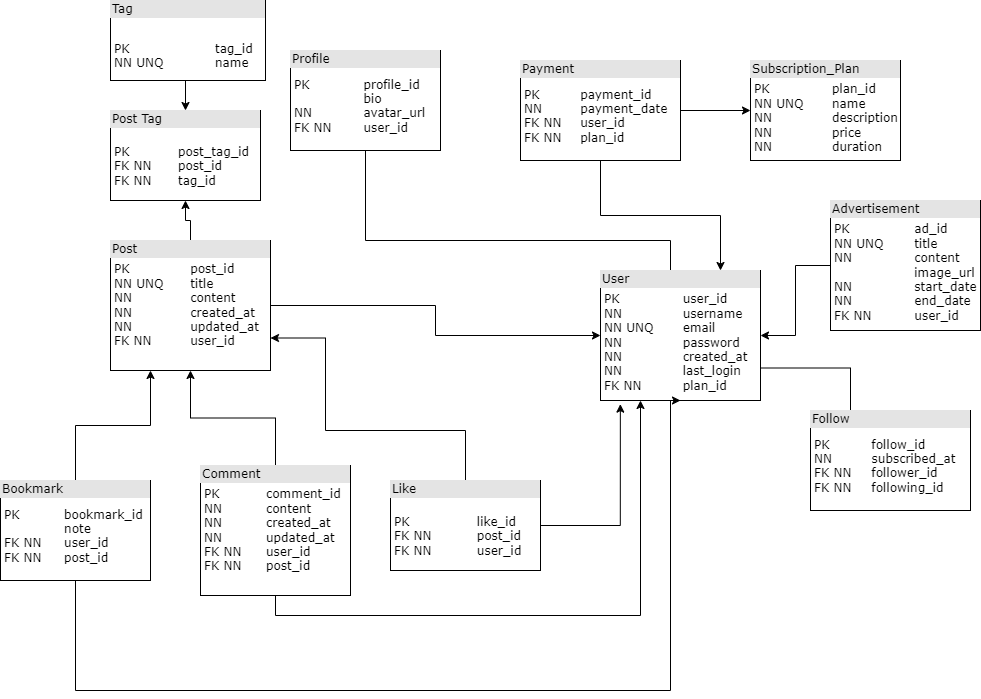 Tag
PK tag_id
NN UNQ name
Profile
PK profile_id
bio
NN avatar_url
FK NN user_id
Payment
PK payment_id
NN payment_date
FK NN user_id
FK NN plan_id
Subscription_Plan
PK plan_id
NN UNQ name
NN description
NN price
NN duration
Post Tag
PK post_tag_id
FK NN post_id
FK NN tag_id
Advertisement
PK ad_id
NN UNQ title
NN content
image_url
NN start_date
NN end_date
FK NN user_id
Post
PK post_id
NN UNQ title
NN content
NN created_at
NN updated_at
FK NN user_id
User
PK user_id
NN username
NN UNQ email
NN password
NN created_at
NN last_login
FK NN plan_id
Follow
PK follow_id
NN subscribed_at
FK NN follower_id
FK NN following_id
Bookmark
PK bookmark_id
note
FK NN user_id
FK NN post_id
Comment
PK comment_id
NN content
NN created_at
NN updated_at
FK NN user_id
FK NN post_id
Like
PK like_id
FK NN post_id
FK NN user_id